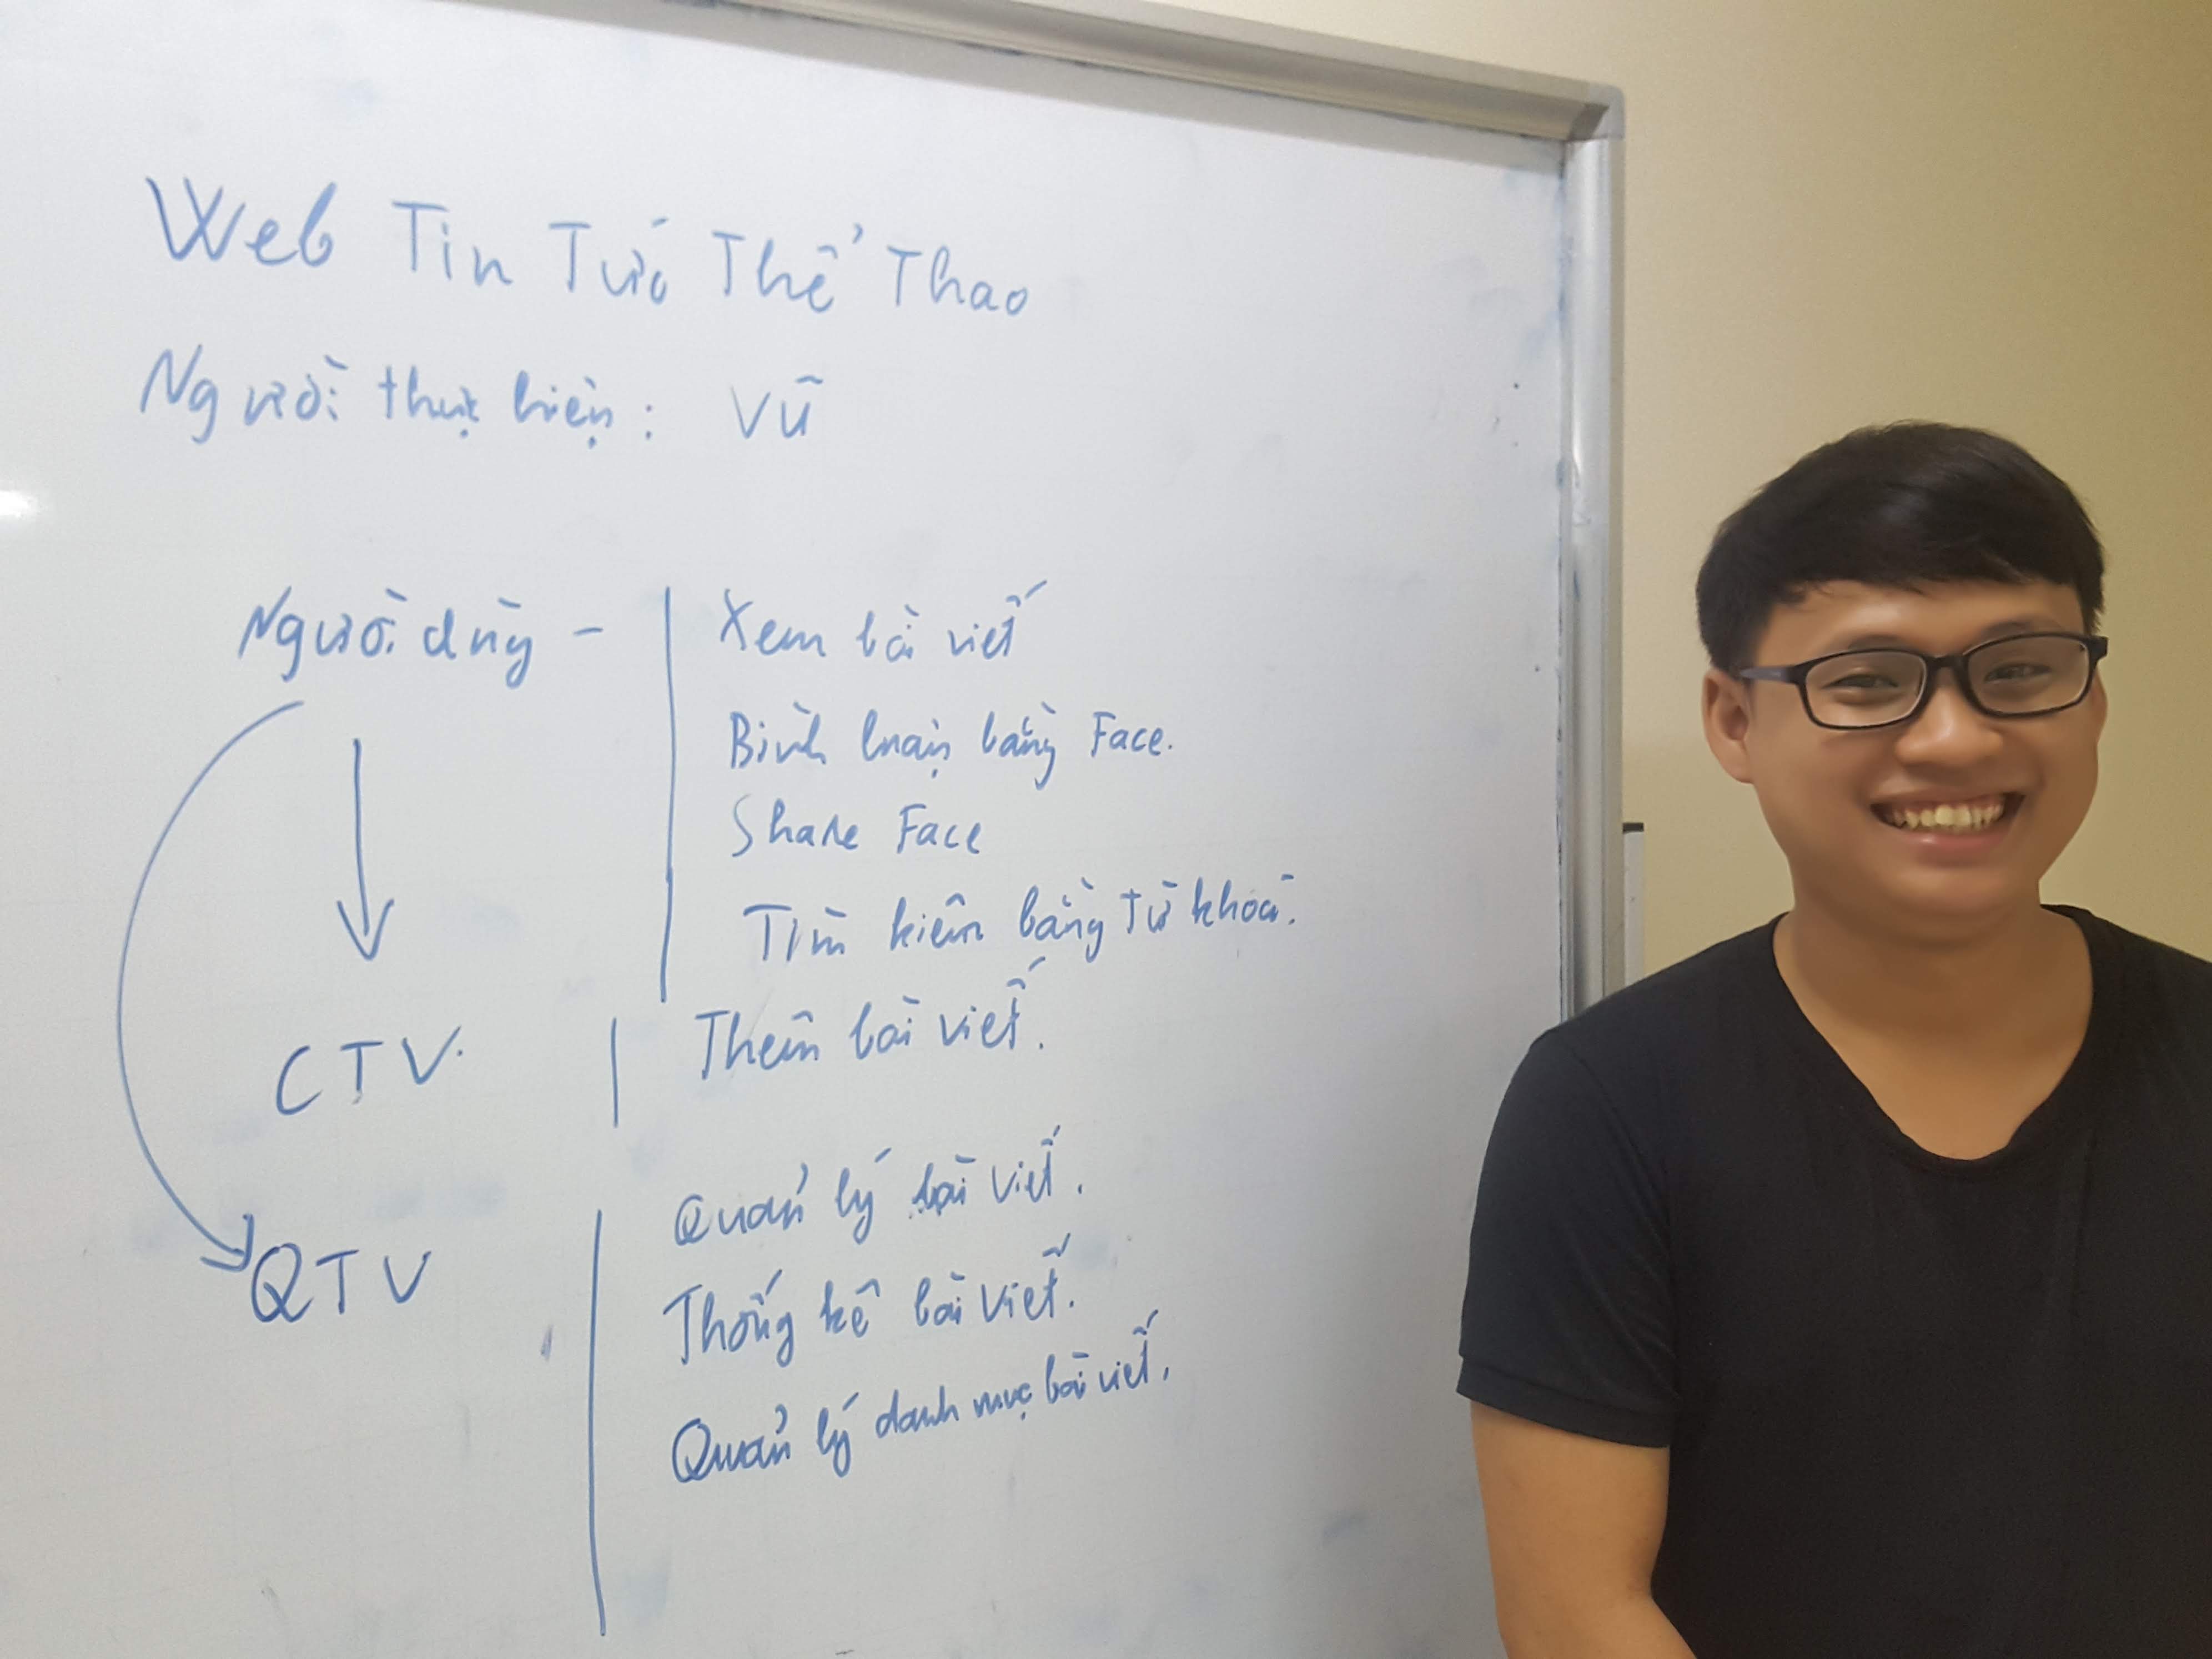 Web Tin Tức Thể Thao
Người thực hiện: Vũ
Người dùng -
Xem bài viết
Bình luận bằng Face.
Share Face
Tìm kiếm bằng từ khóa.
CTV.
Thêm bài viết.
QTV
Quản lý bài viết.
Thống kê bài viết.
Quản lý danh mục bài viết.